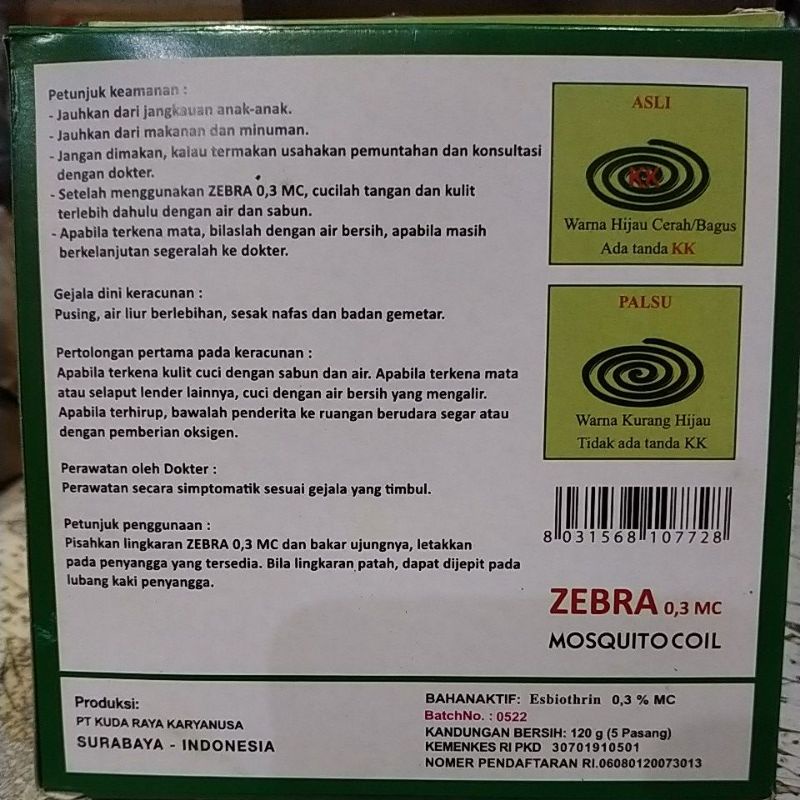 Petunjuk keamanan :
- Jauhkan dari jangkauan anak-anak.
- Jauhkan dari makanan dan minuman.
- Jangan dimakan, kalau termakan usahakan pemuntahan dan konsultasi
dengan dokter.
- Setelah menggunakan ZEBRA 0,3 MC, cucilah tangan dan kulit
terlebih dahulu dengan air dan sabun.
- Apabila terkena mata, bilaslah dengan air bersih, apabila masih
berkelanjutan segeralah ke dokter.
Gejala dini keracunan :
Pusing, air liur berlebihan, sesak nafas dan badan gemetar.
Pertolongan pertama pada keracunan :
Apabila terkena kulit cuci dengan sabun dan air. Apabila terkena mata
atau selaput lender lainnya, cuci dengan air bersih yang mengalir.
Apabila terhirup, bawalah penderita ke ruangan berudara segar atau
dengan pemberian oksigen.
Perawatan oleh Dokter :
Perawatan secara simptomatik sesuai gejala yang timbul.
Petunjuk penggunaan :
Pisahkan lingkaran ZEBRA 0,3 MC dan bakar ujungnya, letakkan
pada penyangga yang tersedia. Bila lingkaran patah, dapat dijepit pada
lubang kaki penyangga.
ASLI
KK
Warna Hijau Cerah/Bagus
Ada tanda KK
PALSU
Warna Kurang Hijau
Tidak ada tanda KK
8 031568 107728
ZEBRA 0,3 MC
MOSQUITO COIL
Produksi:
PT KUDA RAYA KARYANUSA
SURABAYA - INDONESIA
BAHANAKTIF: Esbiothrin 0,3 % MC
BatchNo. : 0522
KANDUNGAN BERSIH: 120 g (5 Pasang)
KEMENKES RI PKD 30701910501
NOMER PENDAFTARAN RI.06080120073013